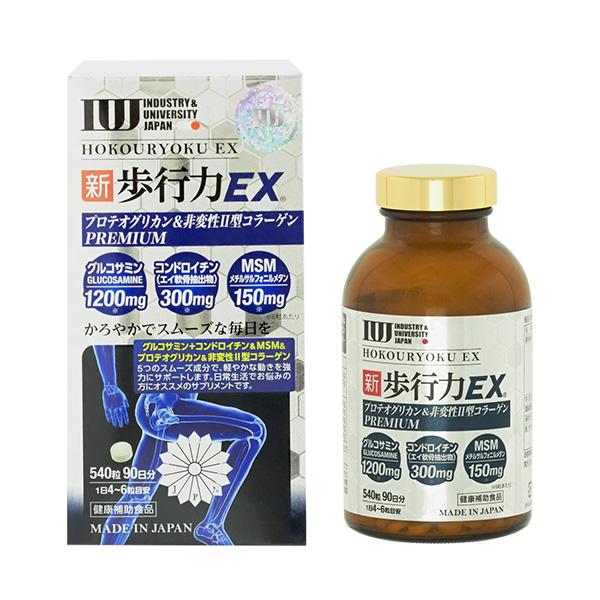 IUJ
INDUSTRY &
UNIVERSITY
JAPAN
HOKOURYOKU EX
新 歩行力EX®
プロテオグリカン&非変性II型コラーゲン
PREMIUM
グルコサミン
GLUCOSAMINE
1200mg
※
コンドロイチン
(エイ軟骨抽出物)
300mg
※
MSM
メチルサルフォニルメタン
150mg
※
※6粒あたり
かろやかでスムーズな毎日を
グルコサミン+コンドロイチン&MSM&
プロテオグリカン&非変性II型コラーゲン
5つのスムーズ成分で、軽やかな動きを強
力にサポートします。日常生活でお悩みの
方にオススメのサプリメントです。
540粒 90日分
1日4~6粒目安
健康補助食品
JPN
MADE IN JAPAN
IUJ
INDUSTRY &
UNIVERSITY
JAPAN
HOKOURYOKU EX
新 歩行力EX®
プロテオグリカン&非変性II型コラーゲン
PREMIUM
グルコサミン
GLUCOSAMINE
1200mg
※
コンドロイチン
(エイ軟骨抽出物)
300mg
※
MSM
メチルサルフォニルメタン
150mg
※
※6粒あたり
540粒 90日分
1日4~6粒目安
健康補助食品
MADE IN JAPAN